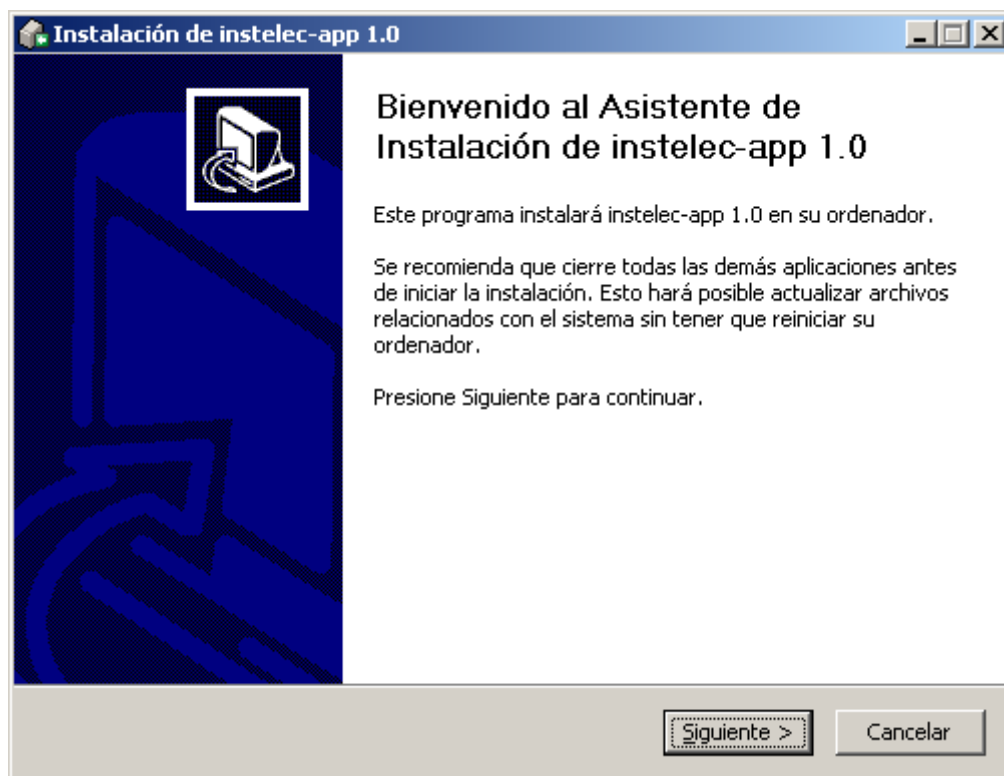 Instalación de instelec-app 1.0
Bienvenido al Asistente de
Instalación de instelec-app 1.0
Este programa instalará instelec-app 1.0 en su ordenador.
Se recomienda que cierre todas las demás aplicaciones antes
de iniciar la instalación. Esto hará posible actualizar archivos
relacionados con el sistema sin tener que reiniciar su
ordenador.
Presione Siguiente para continuar.
Siguiente > Cancelar